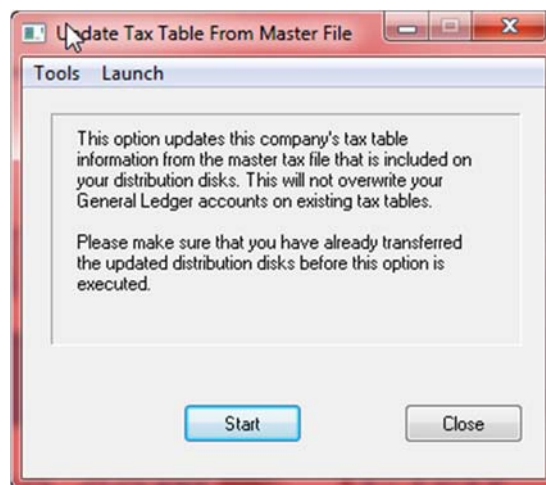 Update Tax Table From Master File
Tools Launch
This option updates this company's tax table
information from the master tax file that is included on
your distribution disks. This will not overwrite your
General Ledger accounts on existing tax tables.
Please make sure that you have already transferred
the updated distribution disks before this option is
executed.
Start Close